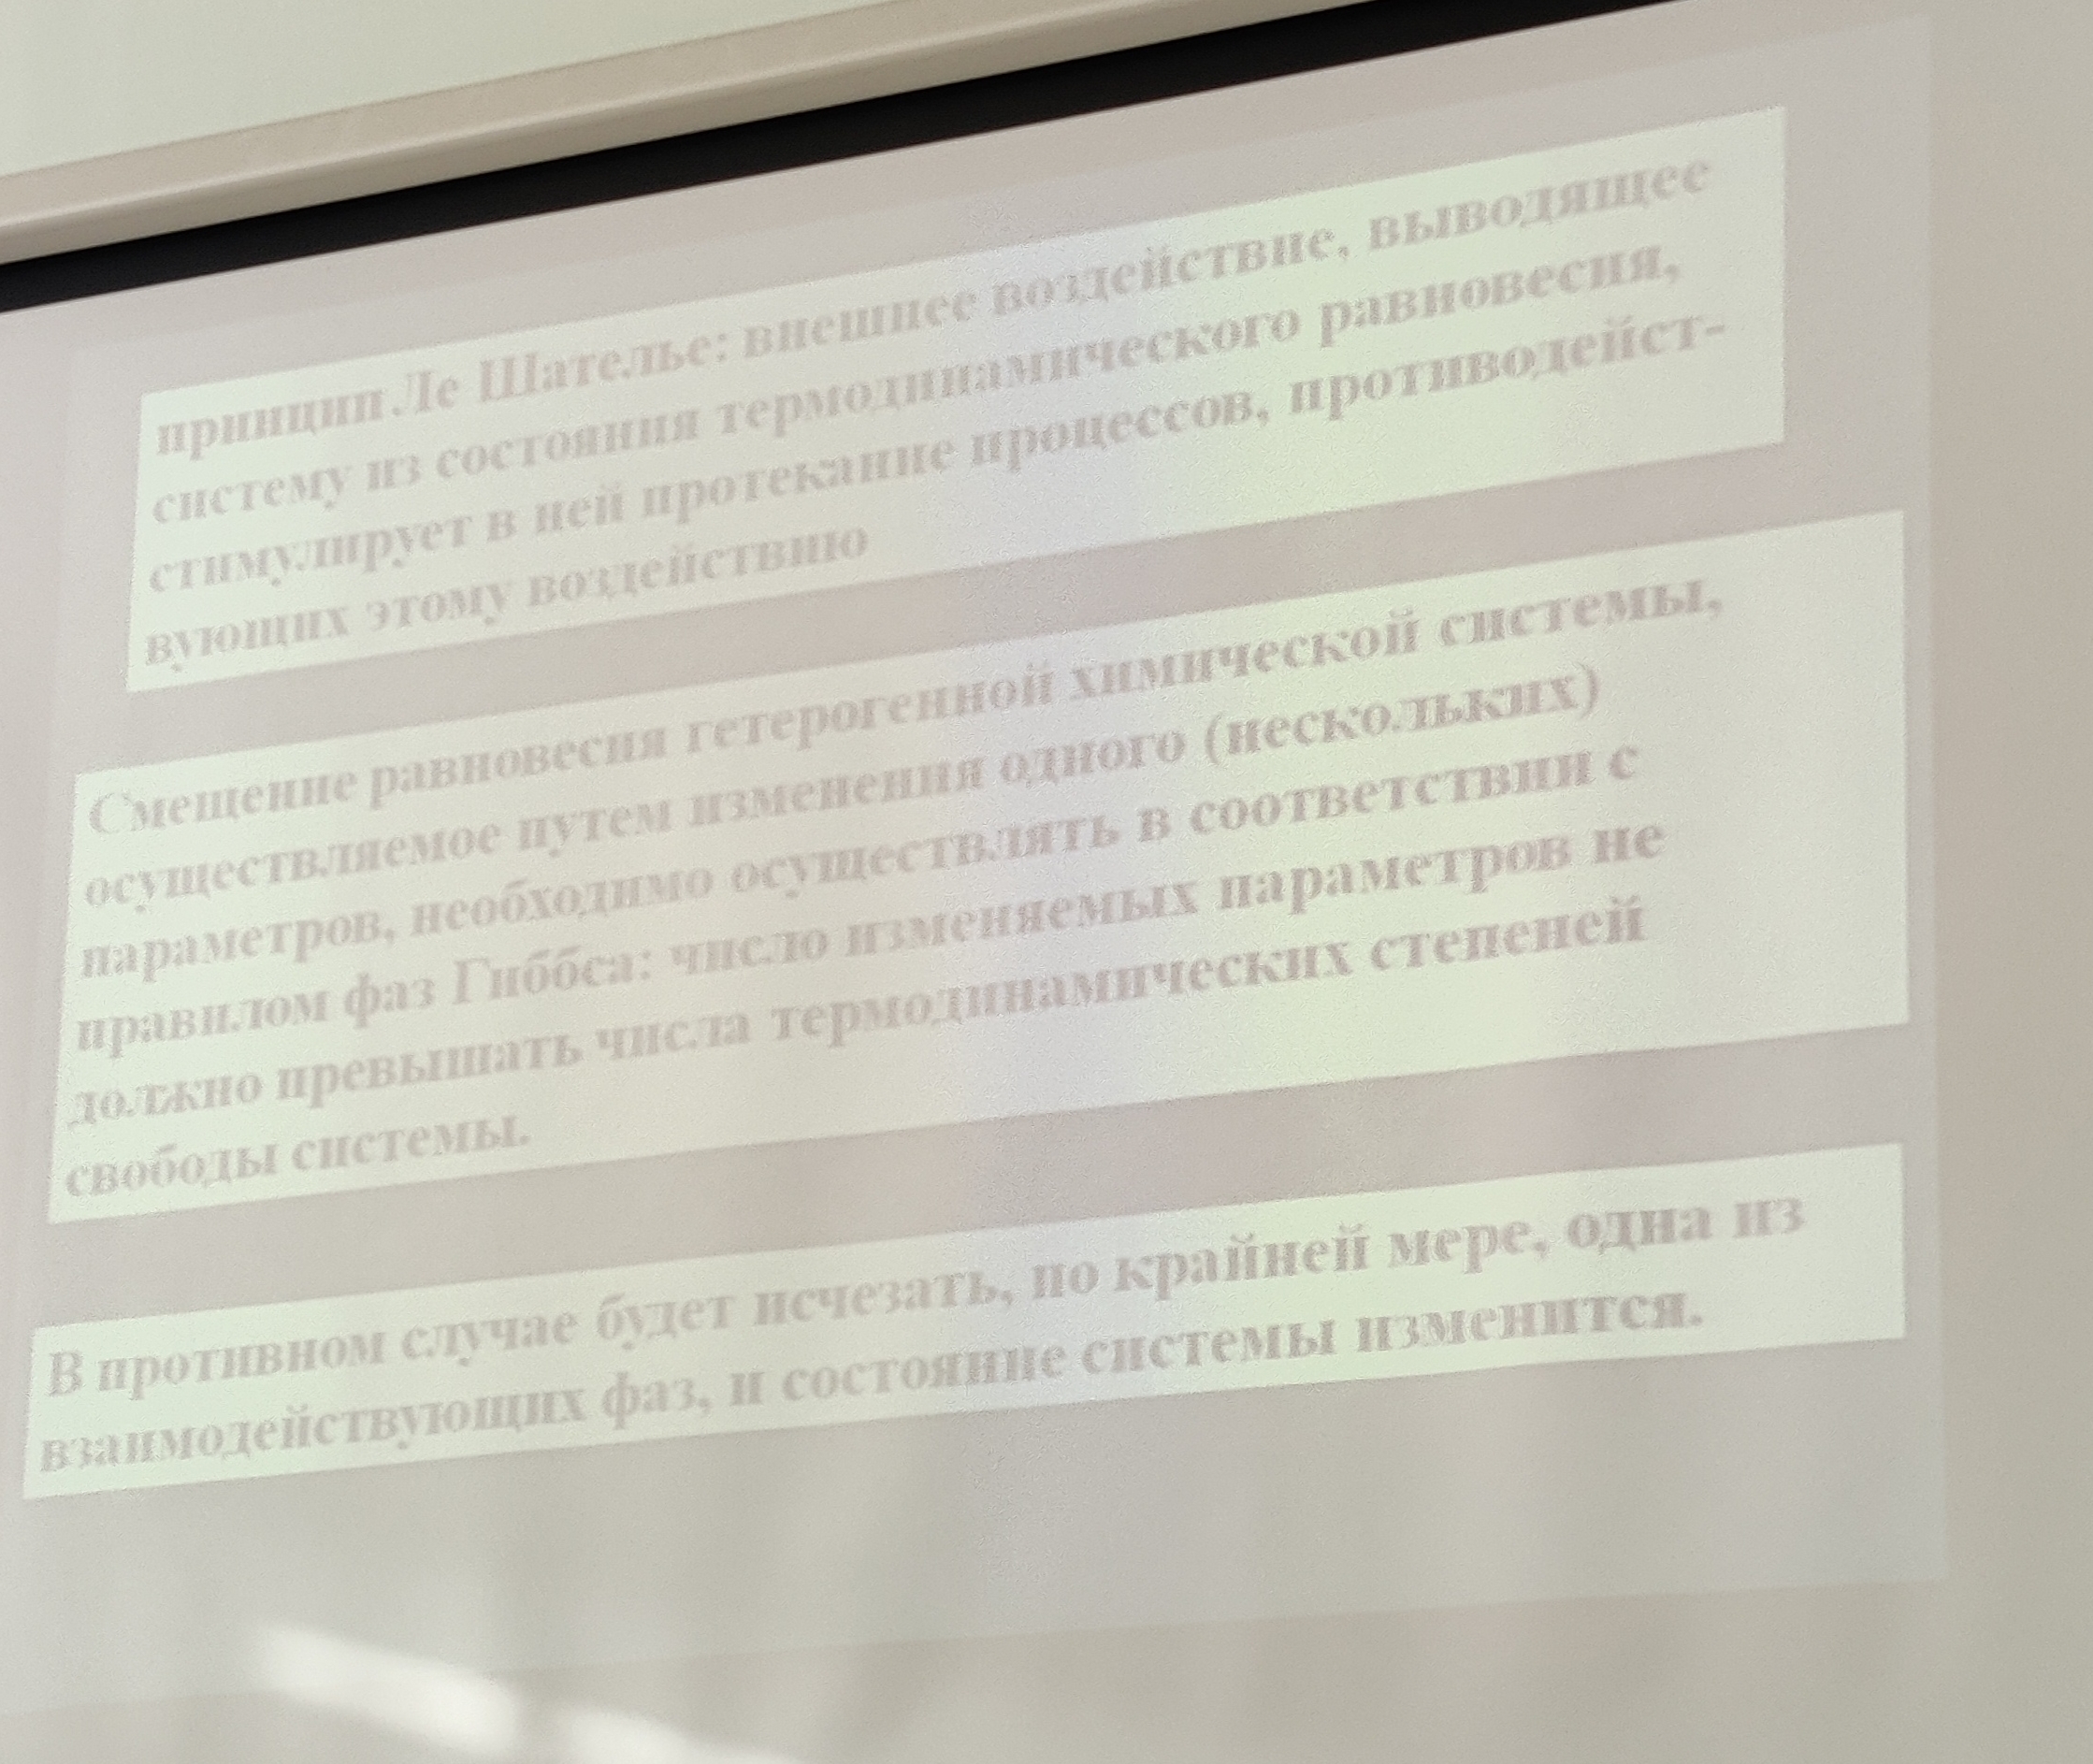 принцип Ле Шателье: внешнее воздействие, выводящее
систему из состояния термодинамического равновесия,
стимулирует в ней протекание процессов, противодейст-
вующих этому воздействию
Смещение равновесия гетерогенной химической системы,
осуществляемое путем изменения одного (нескольких)
параметров, необходимо осуществлять в соответствии с
правилом фаз Гиббса: число изменяемых параметров не
должно превышать числа термодинамических степеней
свободы системы.
В противном случае будет исчезать, по крайней мере, одна из
взаимодействующих фаз, и состояние системы изменится.